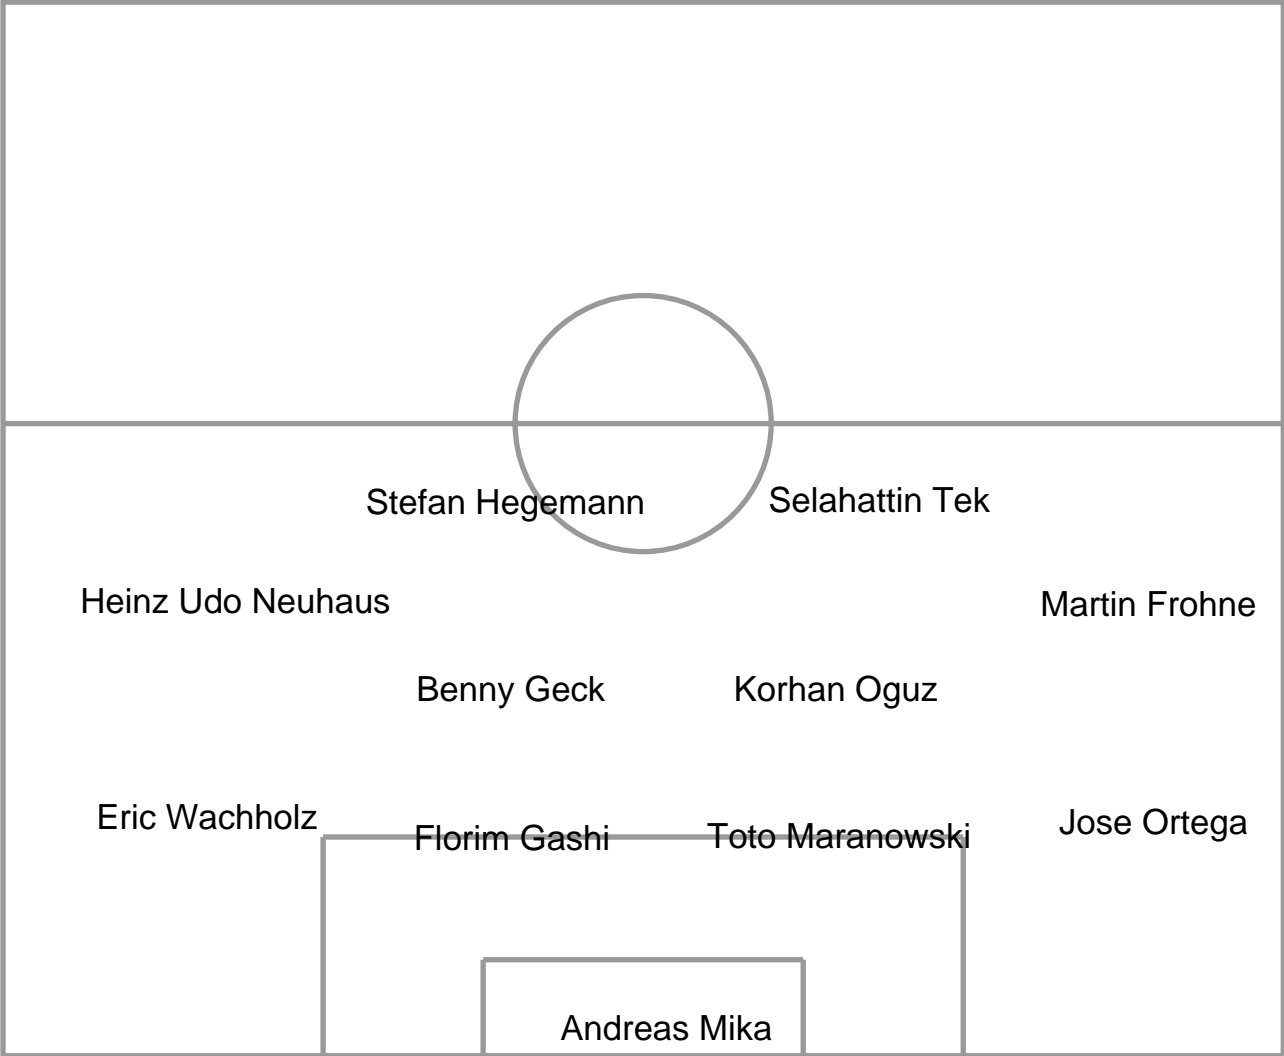 Stefan Hegemann
Selahattin Tek
Heinz Udo Neuhaus
Martin Frohne
Benny Geck
Korhan Oguz
Eric Wachholz
Florim Gashi
Toto Maranowski
Jose Ortega
Andreas Mika